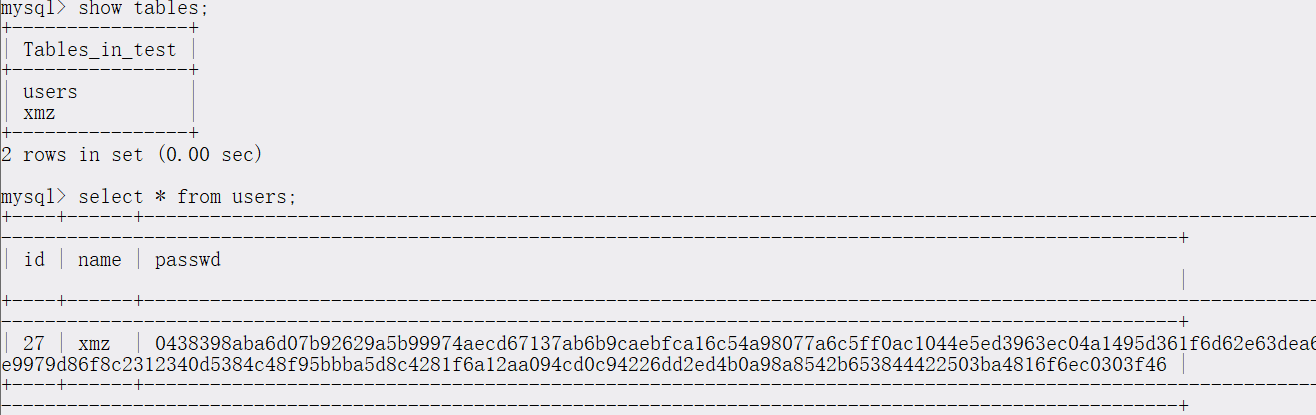 mysql> show tables;
+----------------+
| Tables_in_test |
+----------------+
| users          |
| xmz            |
+----------------+
2 rows in set (0.00 sec)
mysql> select * from users;
| id | name | passwd
|
| 27 | xmz  | 0438398aba6d07b92629a5b99974aecd67137ab6b9caebfca16c54a98077a6c5ff0ac1044e5ed3963ec04a1495d361f6d62e63dea6
e9979d86f8c2312340d5384c48f95bbba5d8c4281f6a12aa094cd0c94226dd2ed4b0a98a8542b653844422503ba4816f6ec0303f46 |